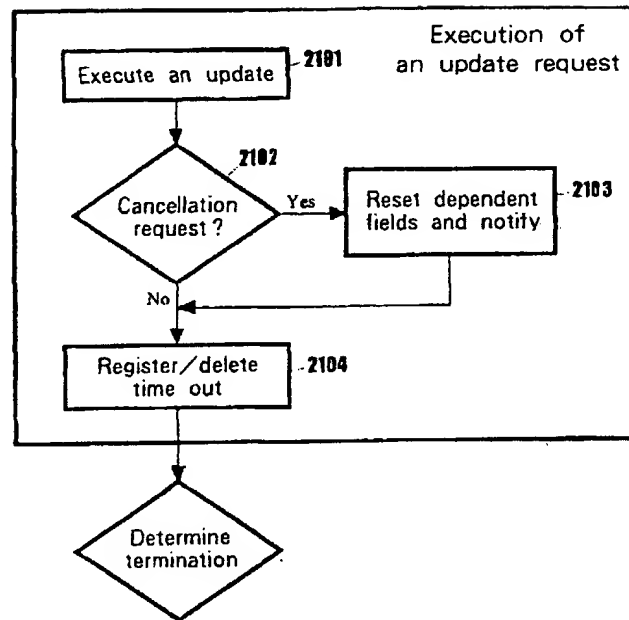 Execution of
an update request
Execute an update
2101
2102
Cancellation
request?
Yes
Reset dependent
fields and notify
2103
No
Register/delete
time out
2104
Determine
termination